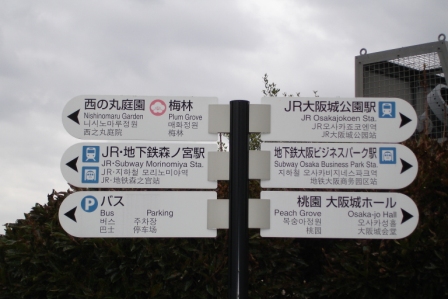 西の丸庭園 梅林
Nishinomaru Garden Plum Grove
니시노마루정원 매화정원
西之丸庭院 梅林
JR・地下鉄森ノ宮駅
JR・Subway Morinomiya Sta.
JR・지하철 모리노미야역
JR・地铁森之宫站
P バス
Bus Parking
버스 주차장
巴士 停车场
JR大阪城公園駅
JR Osakajokoen Sta.
JR오사카죠코엔역
JR大阪城公园站
地下鉄大阪ビジネスパーク駅
Subway Osaka Business Park Sta.
지하철 오사카비지네스파크역
地铁大阪商务园区站
桃園 大阪城ホール
Peach Grove Osaka-jo Hall
복숭아정원 오사카성홀
桃园 大阪城会堂